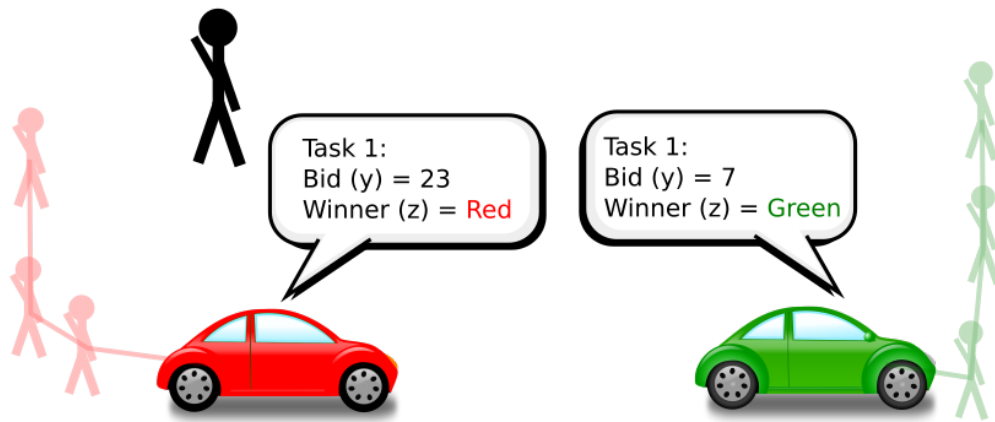 Task 1:
Bid (y) = 23
Winner (z) = Red
Task 1:
Bid (y) = 7
Winner (z) = Green